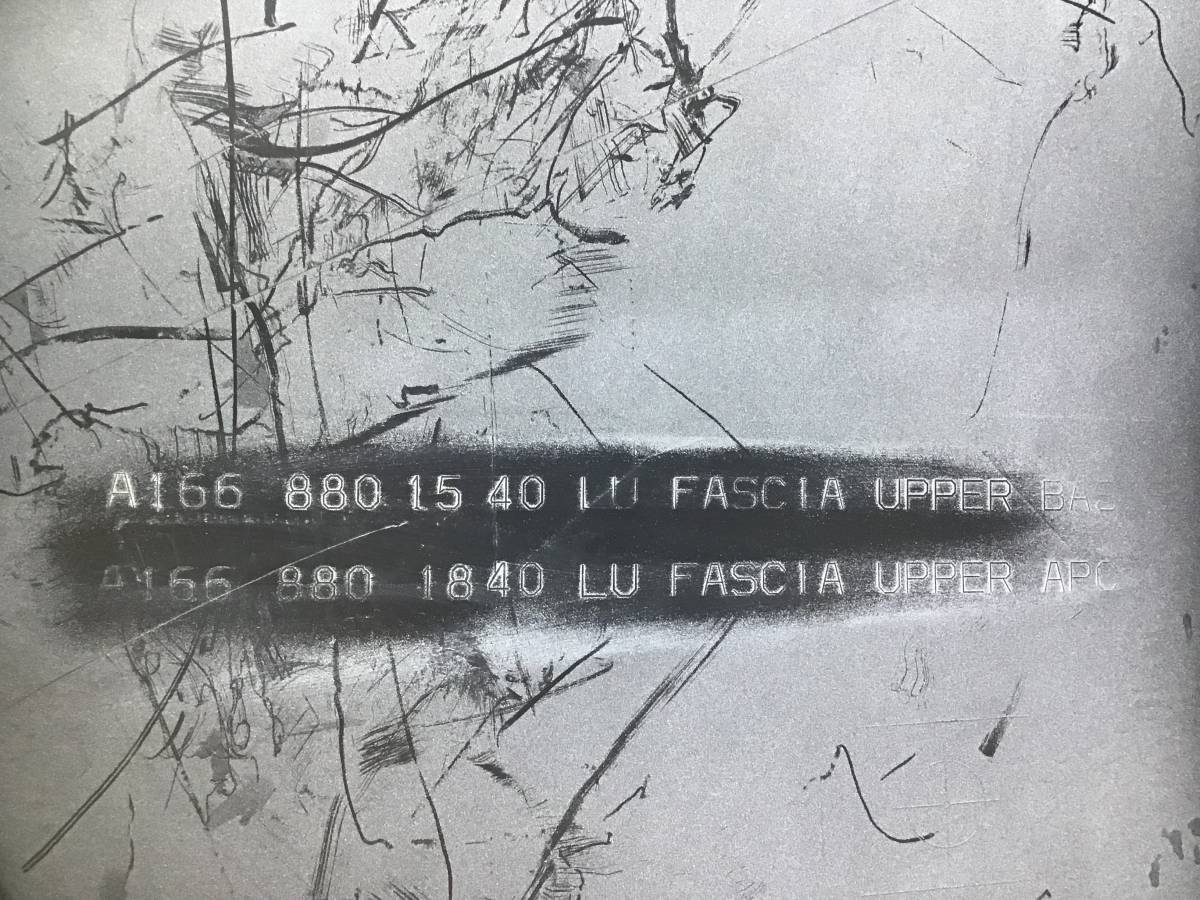 A166 880 15 40 LU FASCIA UPPER BAS
A166 880 18 40 LU FASCIA UPPER APC